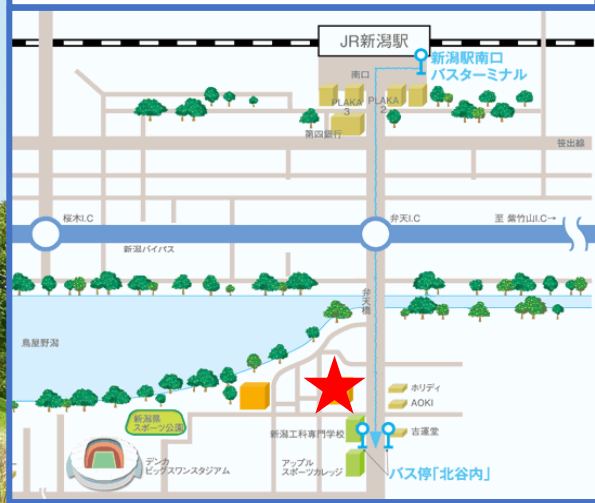 JR新潟駅
新潟駅南口
バスターミナル
南口
PLAKA
3
PLAKA
2
第四銀行
笹出線
桜木I.C
弁天I.C
至 紫竹山I.C→
新潟バイパス
弁天橋
鳥屋野潟
ホリディ
AOKI
新潟県
スポーツ公園
新潟工科専門学校
吉運堂
デンカ
ビッグスワンスタジアム
アップル
スポーツカレッジ
バス停「北谷内」